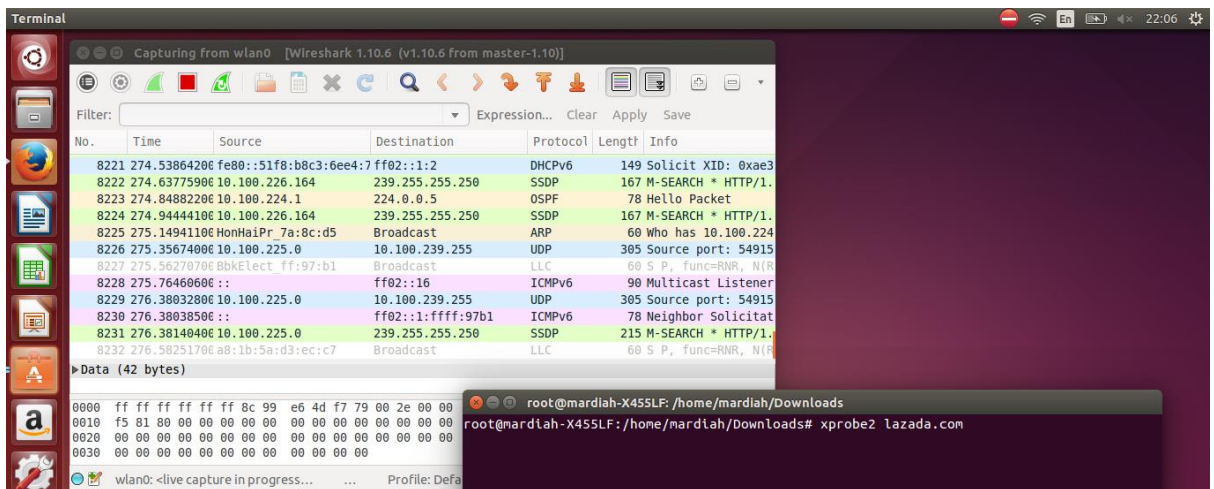 Terminal
En
22:06
Capturing from wlan0 [Wireshark 1.10.6 (v1.10.6 from master-1.10)]
Filter:
Expression... Clear Apply Save
No. Time Source Destination Protocol Length Info
8221 274.53864200 fe80::51f8:b8c3:6ee4:7 ff02::1:2 DHCPv6 149 Solicit XID: 0xae3
8222 274.63775900 10.100.226.164 239.255.255.250 SSDP 167 M-SEARCH * HTTP/1.
8223 274.84882200 10.100.224.1 224.0.0.5 OSPF 78 Hello Packet
8224 274.94444100 10.100.226.164 239.255.255.250 SSDP 167 M-SEARCH * HTTP/1.
8225 275.14941100 HonHaiPr_7a:8c:d5 Broadcast ARP 60 Who has 10.100.224
8226 275.35674000 10.100.225.0 10.100.239.255 UDP 305 Source port: 54915
8227 275.56270700 BbkElect_ff:97:b1 Broadcast LLC 60 S P, func=RNR, N(R
8228 275.76460600 :: ff02::16 ICMPv6 90 Multicast Listener
8229 276.38032800 10.100.225.0 10.100.239.255 UDP 305 Source port: 54915
8230 276.38038500 :: ff02::1:ffff:97b1 ICMPv6 78 Neighbor Solicitat
8231 276.38140400 10.100.225.0 239.255.255.250 SSDP 215 M-SEARCH * HTTP/1.
8232 276.58251700 a8:1b:5a:d3:ec:c7 Broadcast LLC 60 S P, func=RNR, N(R
Data (42 bytes)
0000 ff ff ff ff ff ff 8c 99 e6 4d f7 79 00 2e 00 00
0010 f5 81 80 00 00 00 00 00 00 00 00 00 00 00 00 00
0020 00 00 00 00 00 00 00 00 00 00 00 00 00 00 00 00
0030 00 00 00 00 00 00 00 00 00 00 00 00
wlan0: <live capture in progress... ... Profile: Defa
root@mardiah-X455LF: /home/mardiah/Downloads
root@mardiah-X455LF:/home/mardiah/Downloads# xprobe2 lazada.com